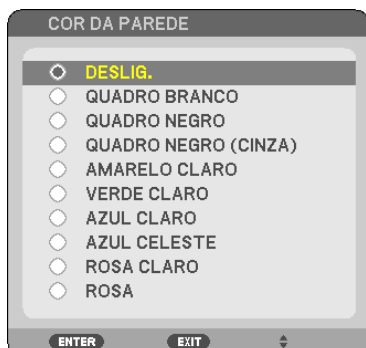 COR DA PAREDE
DESLIG.
QUADRO BRANCO
QUADRO NEGRO
QUADRO NEGRO (CINZA)
AMARELO CLARO
VERDE CLARO
AZUL CLARO
AZUL CELESTE
ROSA CLARO
ROSA
ENTER EXIT